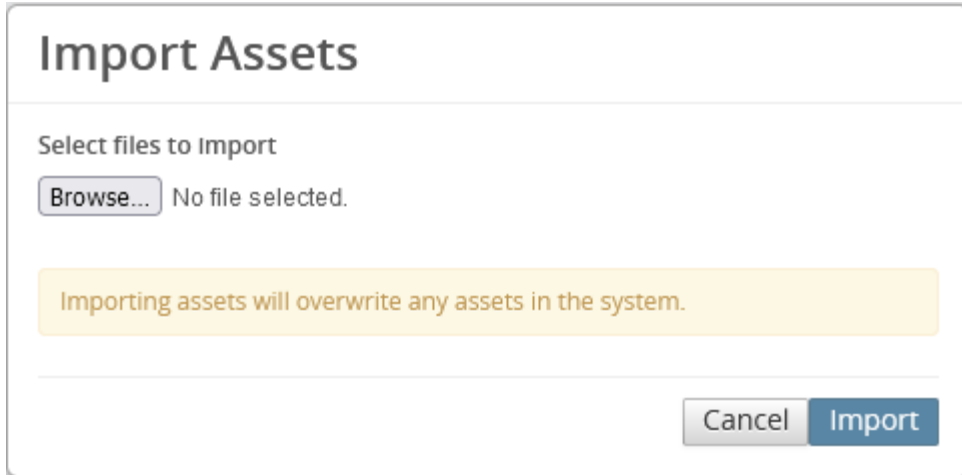 Import Assets
Select files to Import
Browse... No file selected.
Importing assets will overwrite any assets in the system.
Cancel Import